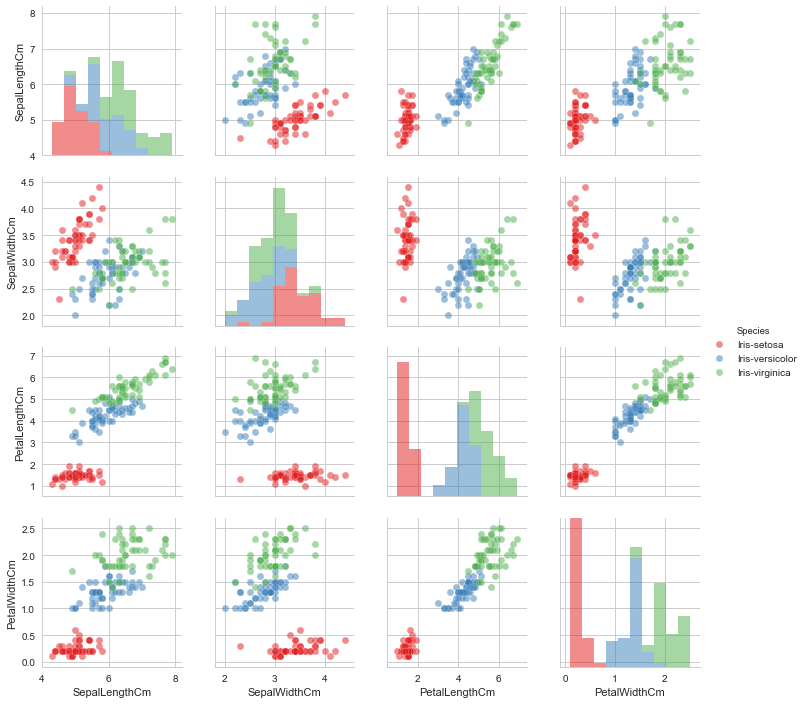 8
7
6
5
4
SepalLengthCm
4.5
4.0
3.5
3.0
2.5
2.0
SepalWidthCm
Species
Iris-setosa
Iris-versicolor
Iris-virginica
7
6
5
4
3
2
1
PetalLengthCm
2.5
2.0
1.5
1.0
0.5
0.0
PetalWidthCm
4 6 8 2 3 4 2 4 6 0 2
SepalLengthCm SepalWidthCm PetalLengthCm PetalWidthCm